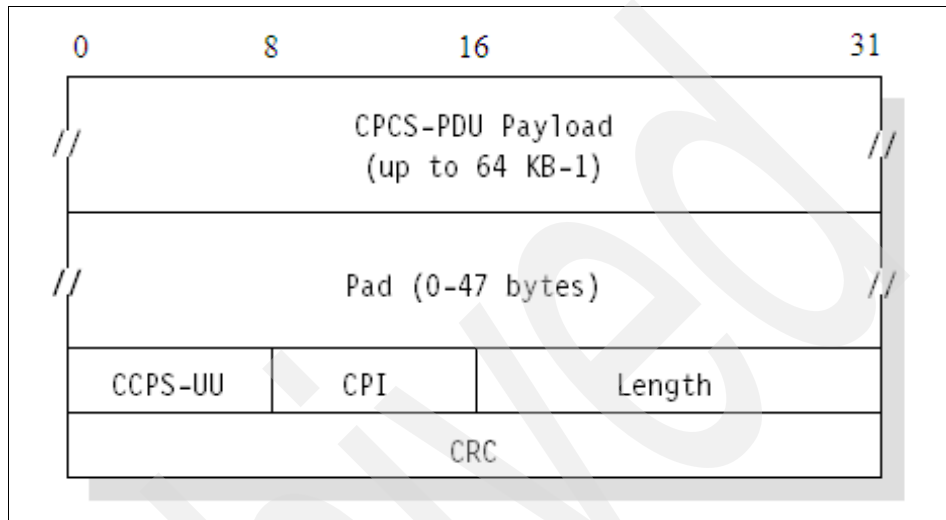 0 8 16 31
CPCS-PDU Payload
(up to 64 KB-1)
Pad (0-47 bytes)
CCPS-UU CPI Length
CRC